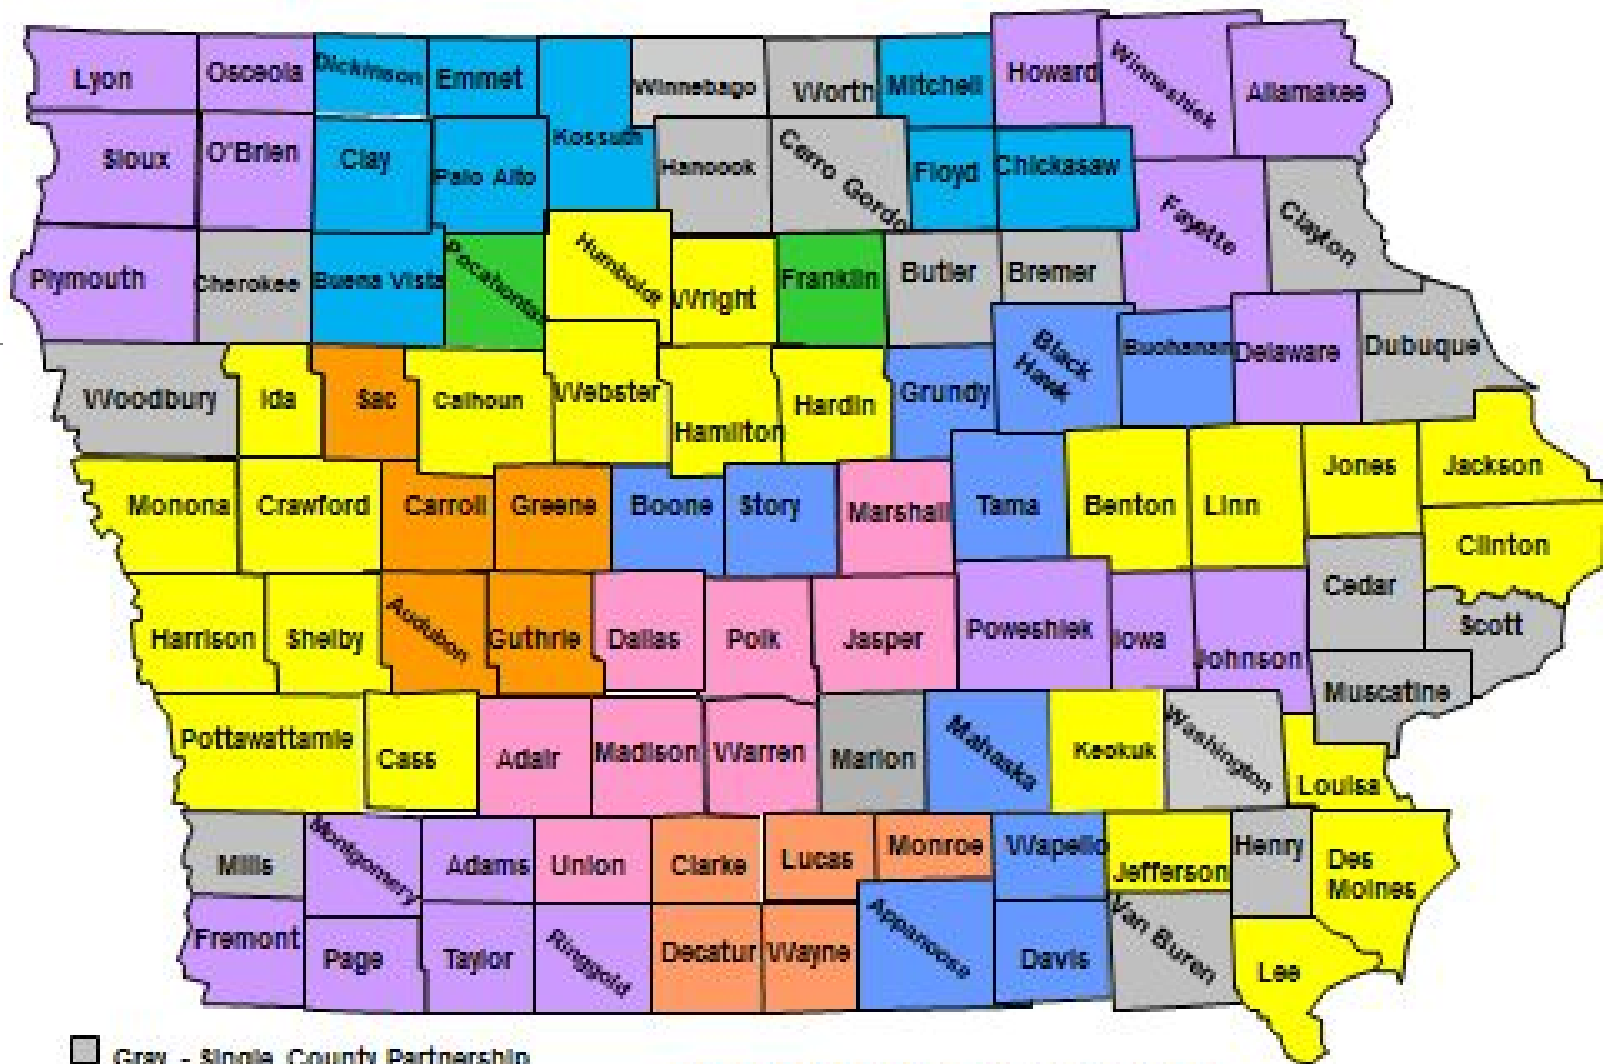 Lyon
Osceola
Dickinson
Emmet
Kossuth
Winnebago
Worth
Mitchell
Howard
Winneshiek
Allamakee
Sioux
O'Brien
Clay
Palo Alto
Hancock
Cerro Gordo
Floyd
Chickasaw
Fayette
Clayton
Plymouth
Cherokee
Buena Vista
Pocahontas
Humboldt
Wright
Franklin
Butler
Bremer
Woodbury
Ida
Sac
Calhoun
Webster
Hamilton
Hardin
Grundy
Black
Hawk
Buchanan
Delaware
Dubuque
Monona
Crawford
Carroll
Greene
Boone
Story
Marshall
Tama
Benton
Linn
Jones
Jackson
Clinton
Harrison
Shelby
Audubon
Guthrie
Dallas
Polk
Jasper
Poweshiek
Iowa
Johnson
Cedar
Scott
Muscatine
Pottawattamie
Cass
Adair
Madison
Warren
Marion
Mahaska
Keokuk
Washington
Louisa
Mills
Montgomery
Adams
Union
Clarke
Lucas
Monroe
Wapello
Jefferson
Henry
Des
Moines
Fremont
Page
Taylor
Ringgold
Decatur
Wayne
Appanoose
Davis
Van Buren
Lee
Gray - Single County Partnership